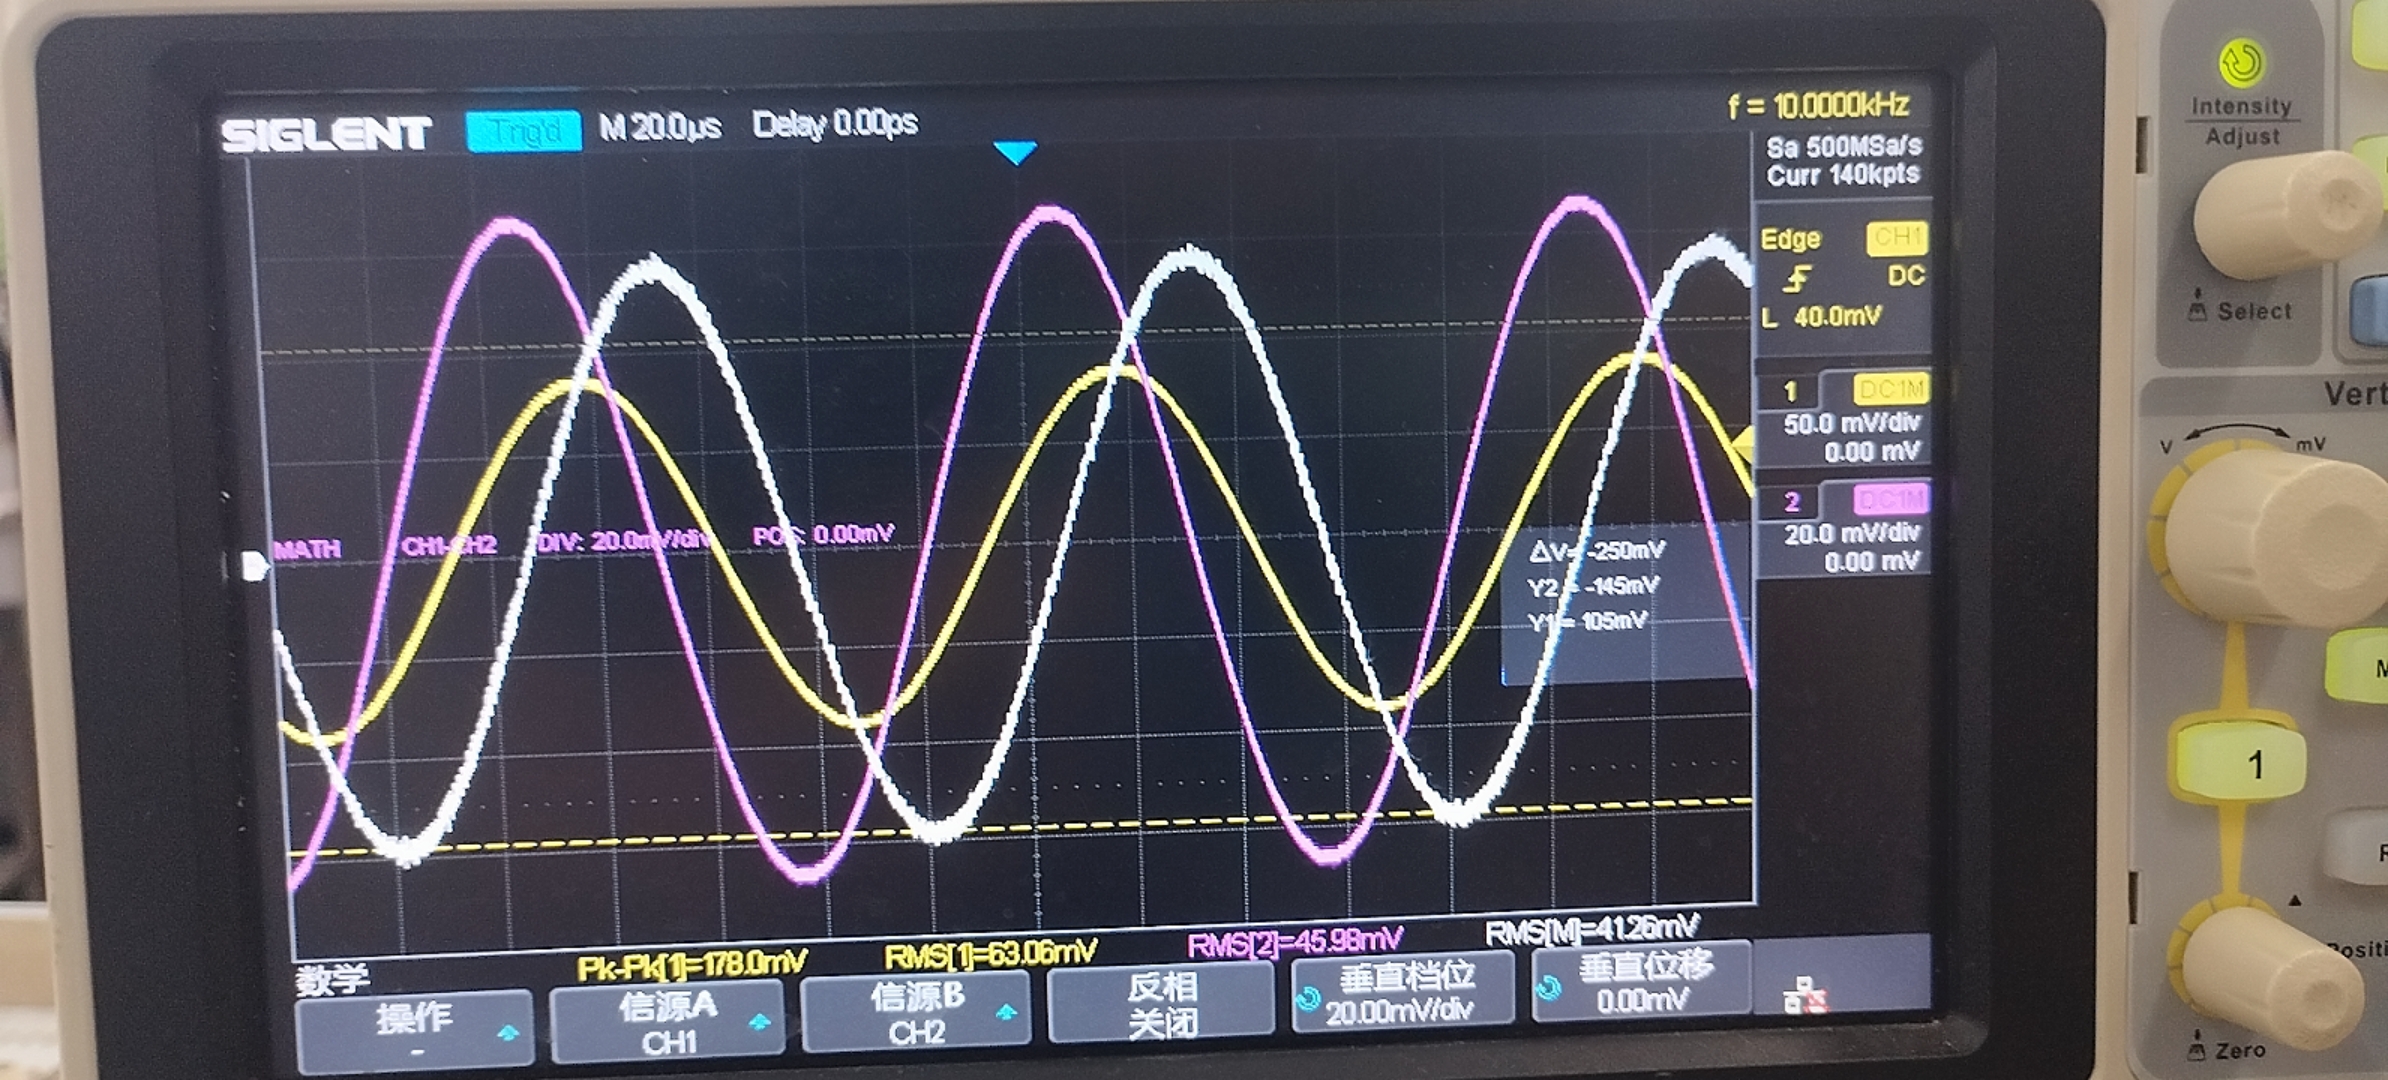 SIGLENT Trig'd M 20.0μs Delay 0.00ps f = 10.0000kHz
Sa 500MSa/s
Curr 140kpts
Edge CH1
DC
L 40.0mV
1 DC1M
50.0 mV/div
0.00 mV
2 DC1M
20.0 mV/div
0.00 mV
MATH CH1-CH2 DIV: 20.0mV/div POS: 0.00mV
ΔV= -250mV
Y2 = -145mV
Y1= 105mV
Pk-Pk[1]=178.0mV RMS[1]=63.06mV RMS[2]=45.98mV RMS[M]=41.26mV
数学
操作
-
信源A
CH1
信源B
CH2
反相
关闭
垂直档位
20.00mV/div
垂直位移
0.00mV
Intensity
Adjust
Select
Vert
V mV
1
M
R
Positi
Zero